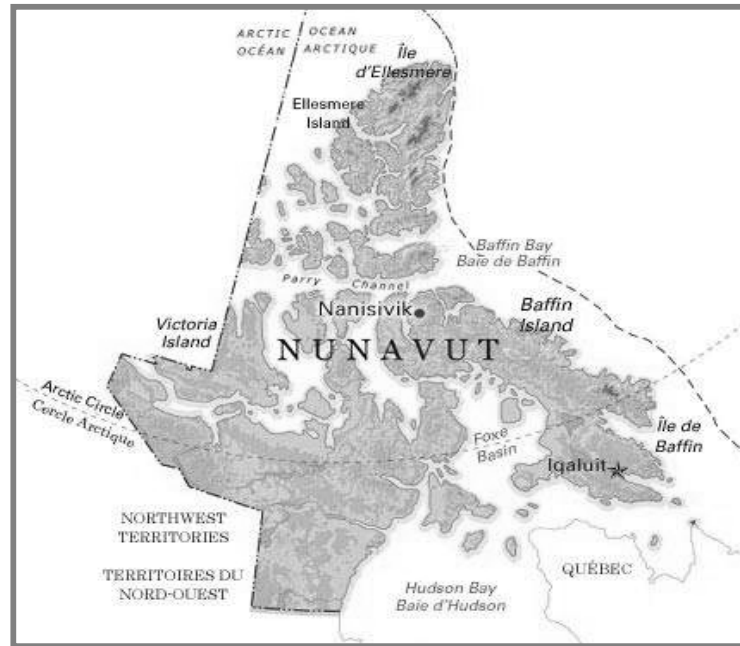 ARCTIC OCEAN
OCÉAN ARCTIQUE
Île
d'Ellesmere
Ellesmere
Island
Baffin Bay
Baie de Baffin
Parry Channel
Nanisivik
Baffin
Island
Victoria
Island
NUNAVUT
Arctic Circle
Cercle Arctique
Foxe
Basin
Île de
Baffin
Iqaluit
NORTHWEST
TERRITORIES
TERRITOIRES DU
NORD-OUEST
QUÉBEC
Hudson Bay
Baie d'Hudson